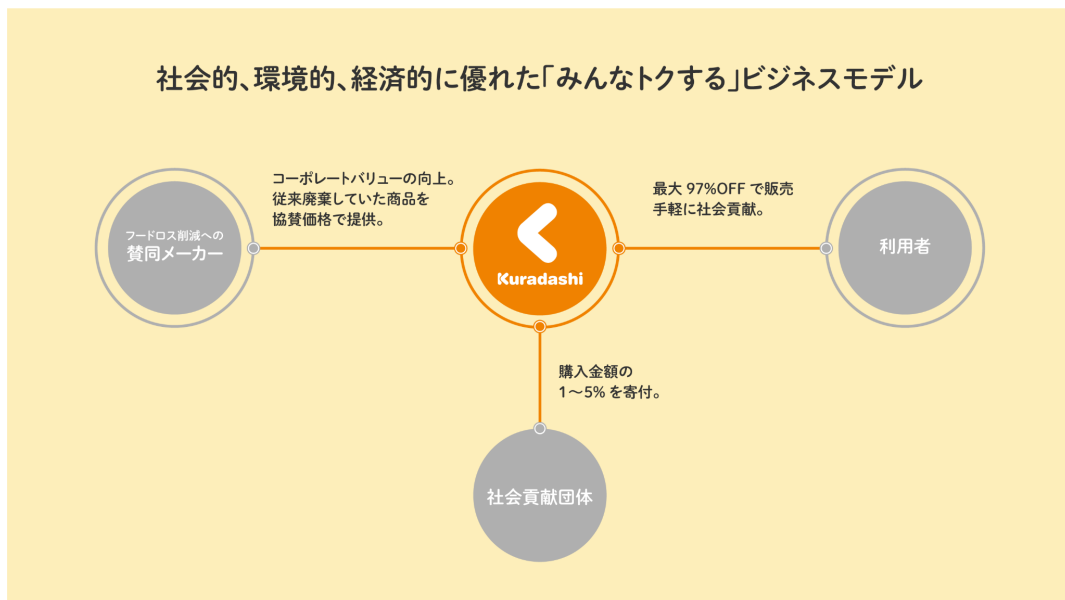 社会的、環境的、経済的に優れた「みんなトクする」ビジネスモデル
コーポレートバリューの向上。
従来廃棄していた商品を
協賛価格で提供。
最大 97%OFF で販売
手軽に社会貢献。
フードロス削減への
賛同メーカー
Kuradashi
利用者
購入金額の
1〜5% を寄付。
社会貢献団体